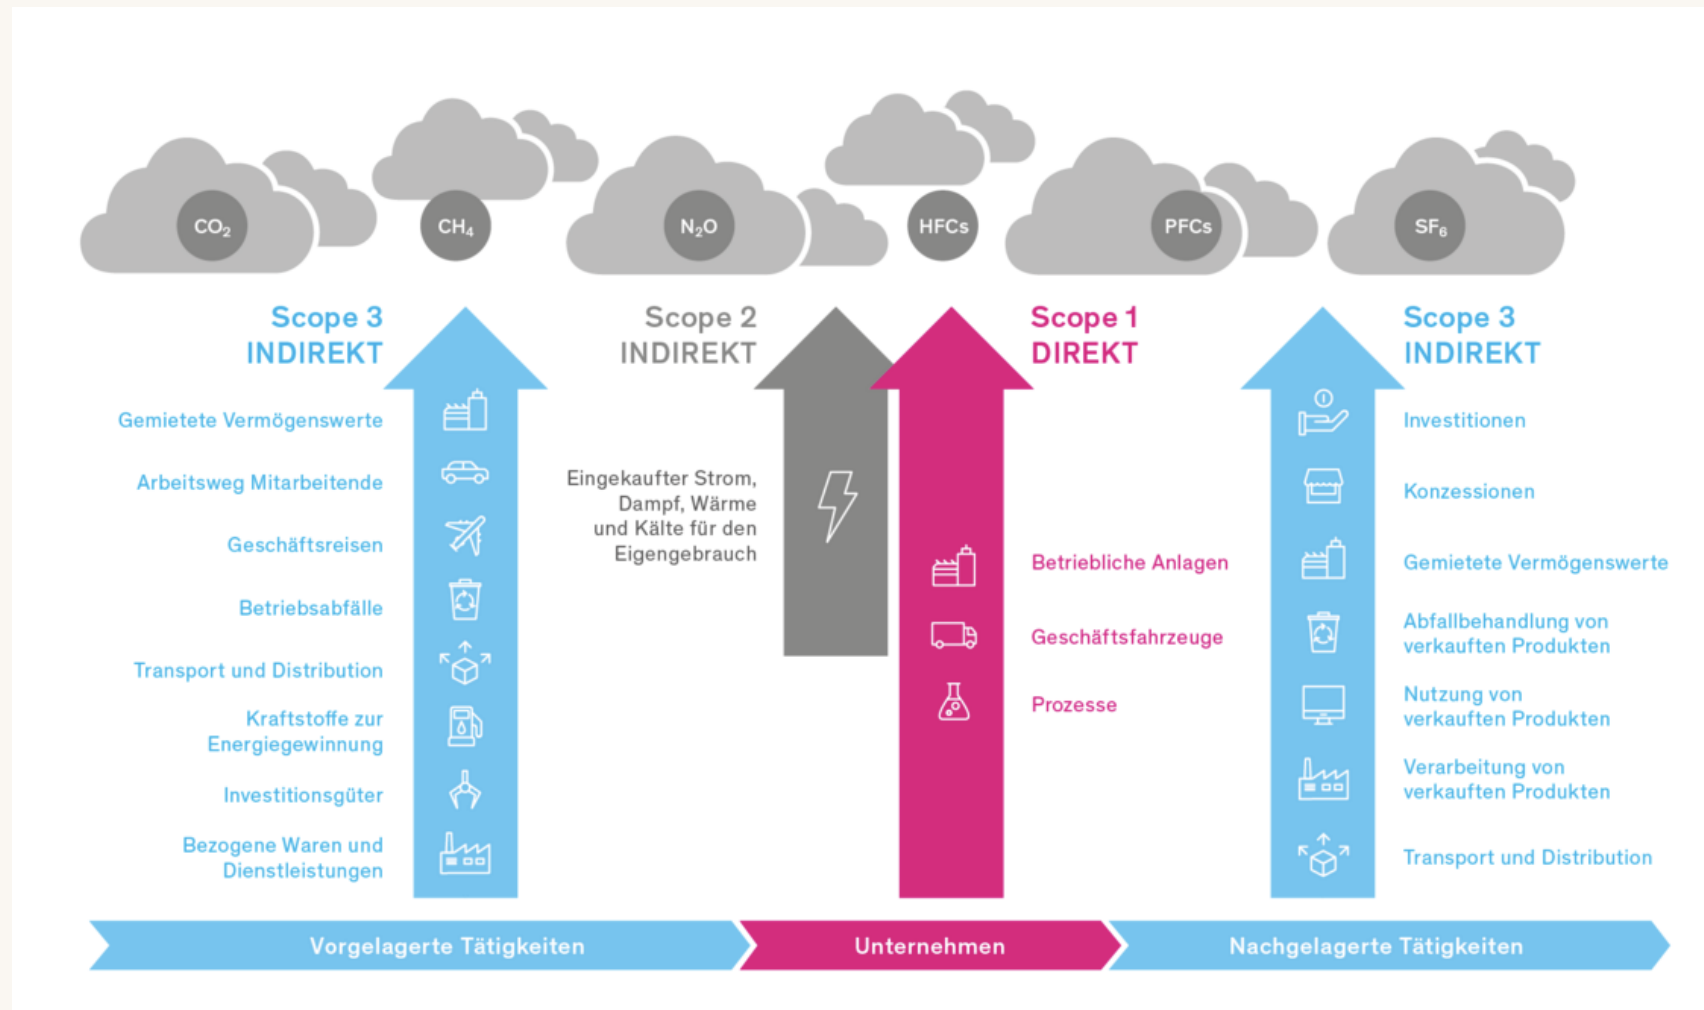 CO₂
CH₄
N₂O
HFCs
PFCs
SF₆
Scope 3
INDIREKT
Gemietete Vermögenswerte
Arbeitsweg Mitarbeitende
Geschäftsreisen
Betriebsabfälle
Transport und Distribution
Kraftstoffe zur
Energiegewinnung
Investitionsgüter
Bezogene Waren und
Dienstleistungen
Scope 2
INDIREKT
Eingekaufter Strom,
Dampf, Wärme
und Kälte für den
Eigengebrauch
Scope 1
DIREKT
Betriebliche Anlagen
Geschäftsfahrzeuge
Prozesse
Scope 3
INDIREKT
Investitionen
Konzessionen
Gemietete Vermögenswerte
Abfallbehandlung von
verkauften Produkten
Nutzung von
verkauften Produkten
Verarbeitung von
verkauften Produkten
Transport und Distribution
Vorgelagerte Tätigkeiten
Unternehmen
Nachgelagerte Tätigkeiten